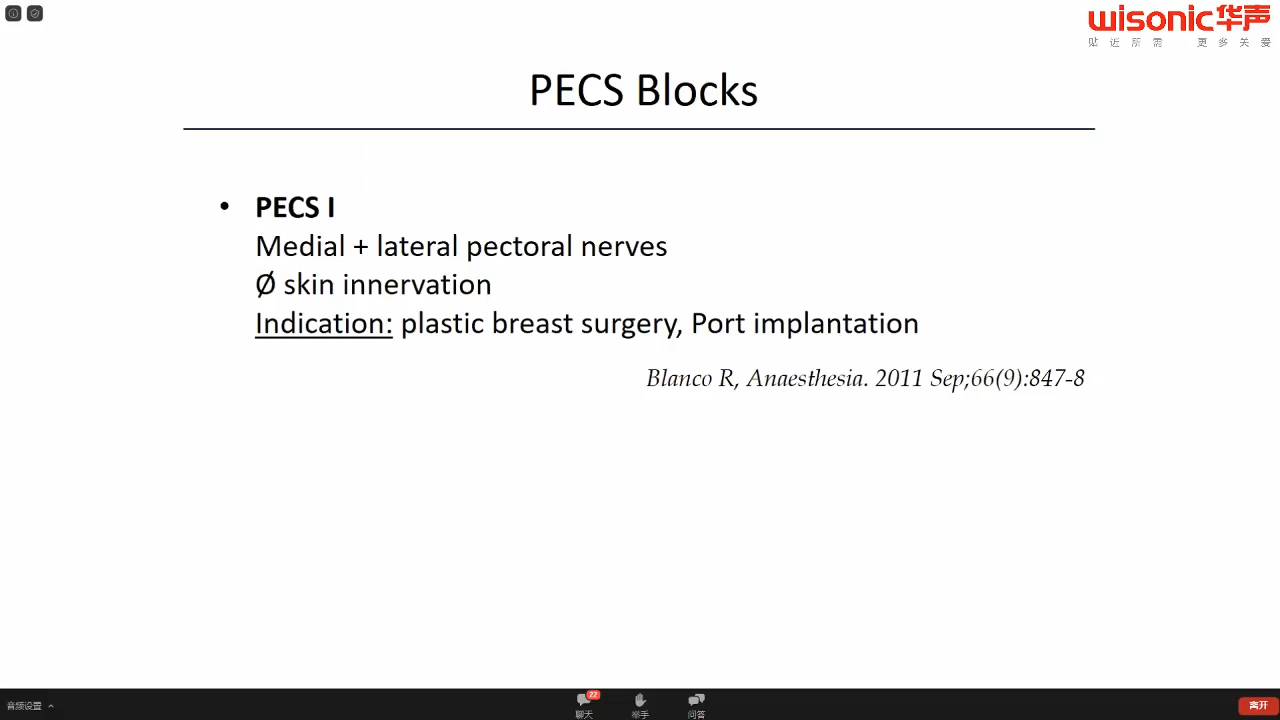 wisonic华声
贴近所需 更多关爱
PECS Blocks
• PECS I
Medial + lateral pectoral nerves
Ø skin innervation
Indication: plastic breast surgery, Port implantation
Blanco R, Anaesthesia. 2011 Sep;66(9):847-8
音频设置
22
聊天
举手
问答
离开